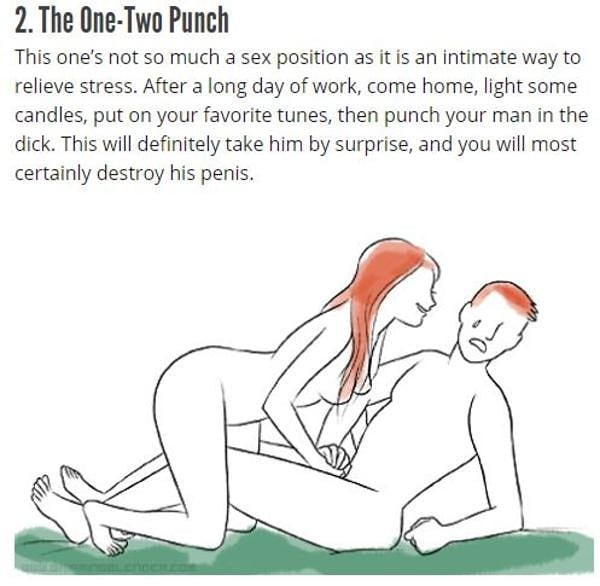 2. The One-Two Punch
This one's not so much a sex position as it is an intimate way to
relieve stress. After a long day of work, come home, light some
candles, put on your favorite tunes, then punch your man in the
dick. This will definitely take him by surprise, and you will most
certainly destroy his penis.